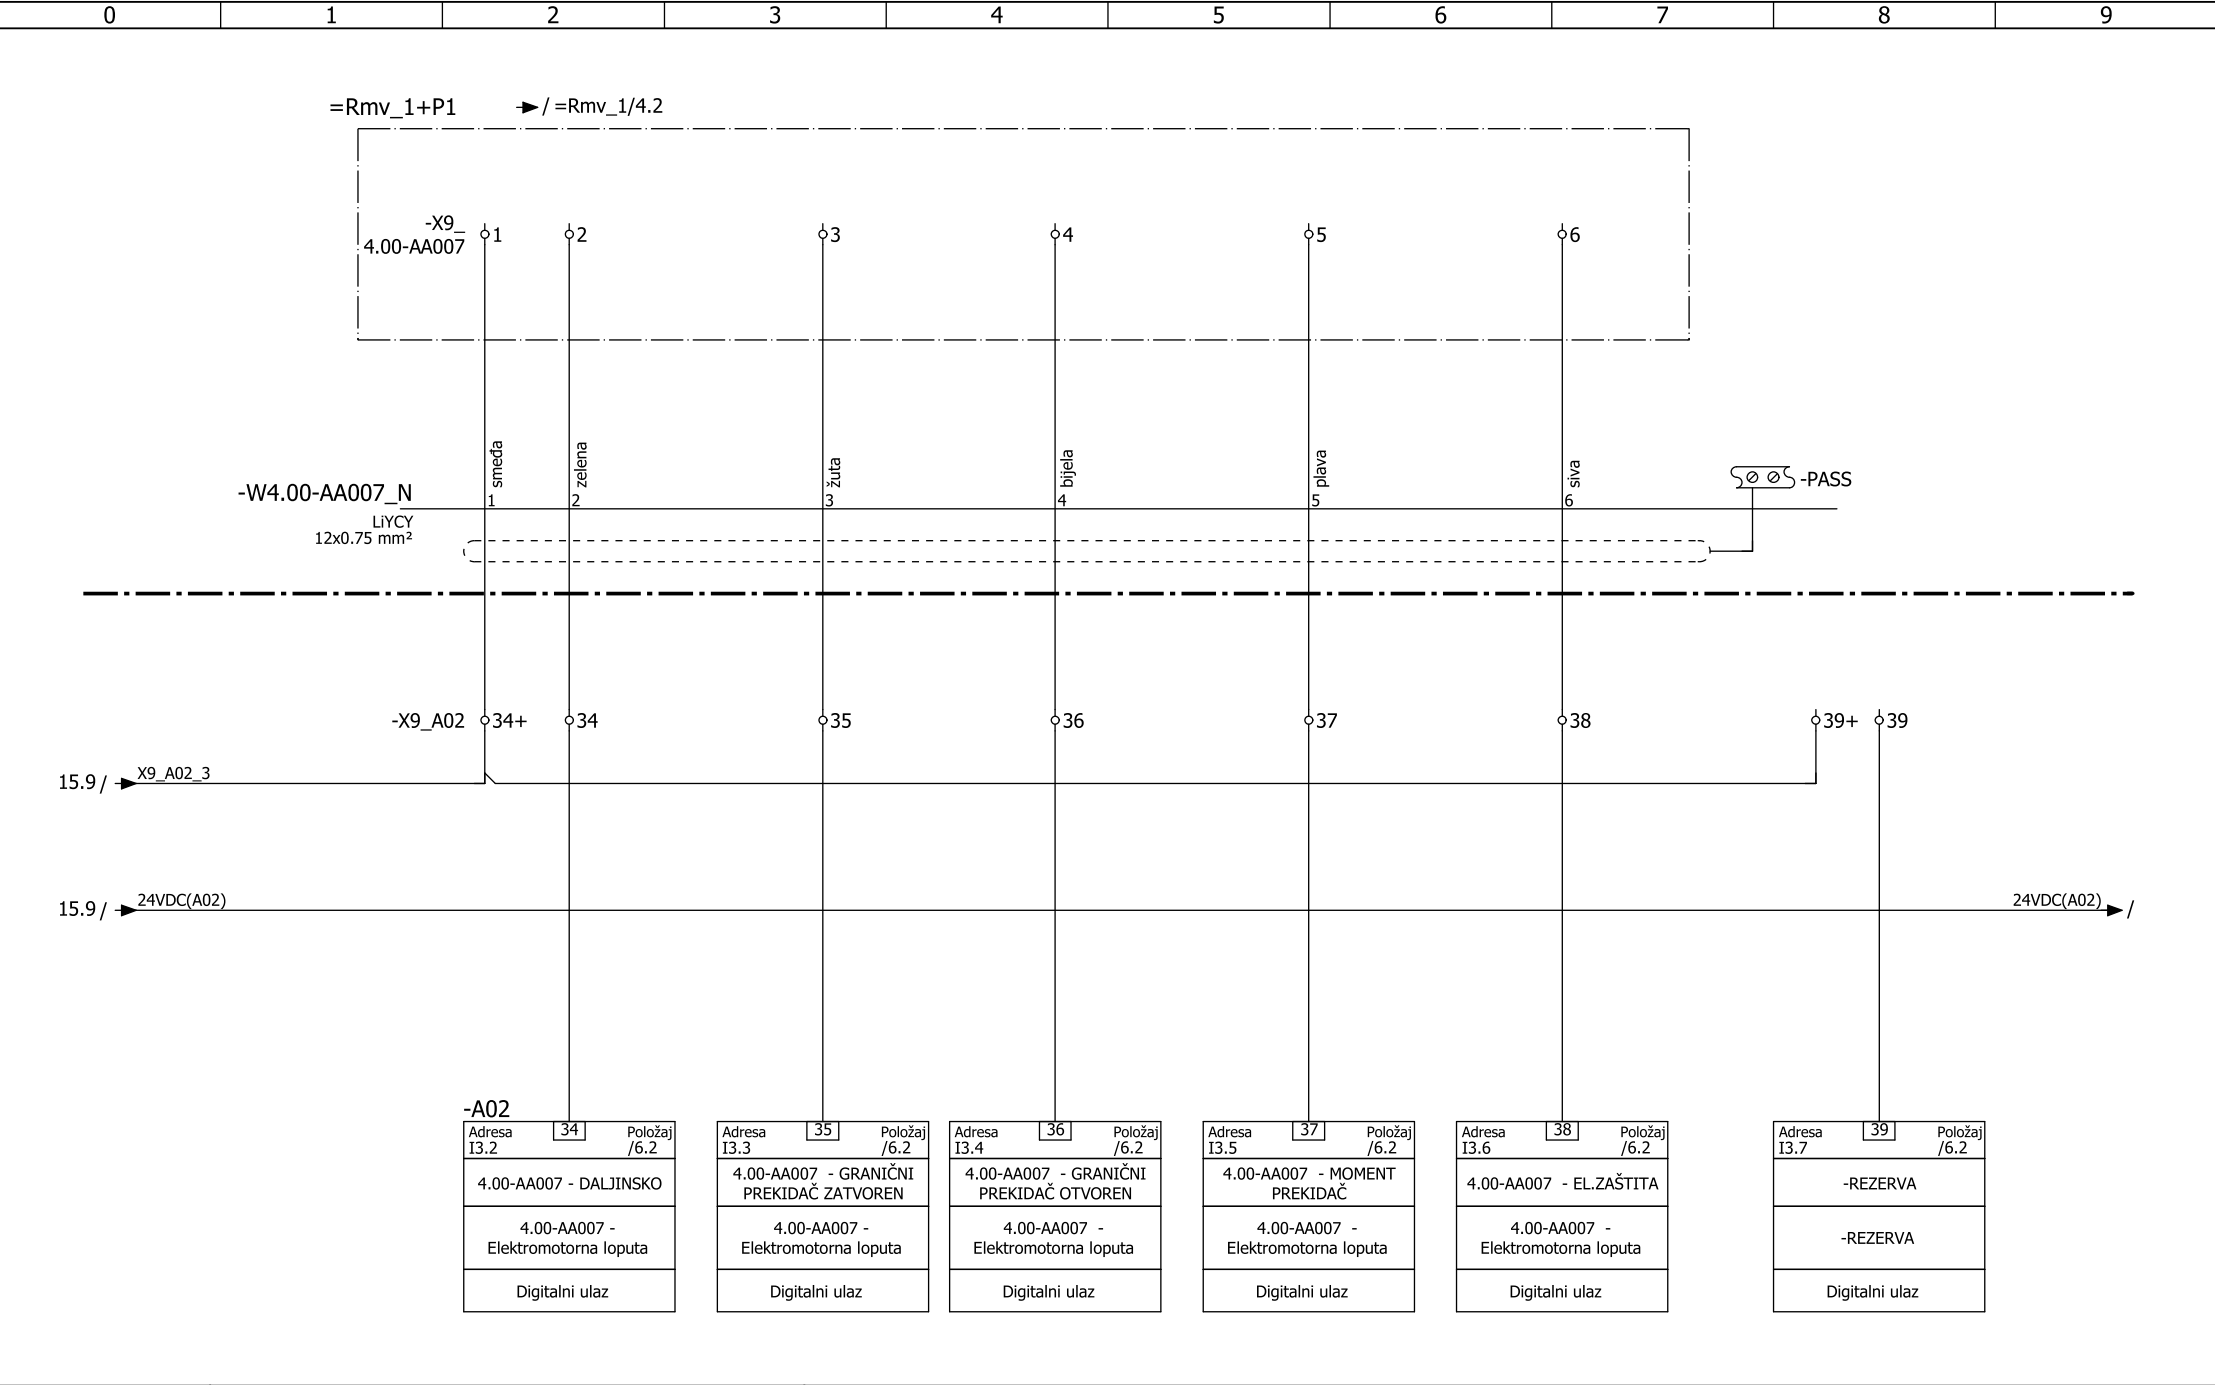 0 1 2 3 4 5 6 7 8 9
=Rmv_1+P1 / =Rmv_1/4.2
-X9_
4.00-AA007
1 2 3 4 5 6
smeđa zelena žuta bijela plava siva
-W4.00-AA007_N 1 2 3 4 5 6
-PASS
LiYCY
12x0.75 mm²
-X9_A02 34+ 34 35 36 37 38 39+ 39
15.9 / X9_A02_3
15.9 / 24VDC(A02) 24VDC(A02) /
-A02
Adresa 34 Položaj
I3.2 /6.2
4.00-AA007 - DALJINSKO
4.00-AA007 -
Elektromotorna loputa
Digitalni ulaz
Adresa 35 Položaj
I3.3 /6.2
4.00-AA007 - GRANIČNI
PREKIDAČ ZATVOREN
4.00-AA007 -
Elektromotorna loputa
Digitalni ulaz
Adresa 36 Položaj
I3.4 /6.2
4.00-AA007 - GRANIČNI
PREKIDAČ OTVOREN
4.00-AA007 -
Elektromotorna loputa
Digitalni ulaz
Adresa 37 Položaj
I3.5 /6.2
4.00-AA007 - MOMENT
PREKIDAČ
4.00-AA007 -
Elektromotorna loputa
Digitalni ulaz
Adresa 38 Položaj
I3.6 /6.2
4.00-AA007 - EL.ZAŠTITA
4.00-AA007 -
Elektromotorna loputa
Digitalni ulaz
Adresa 39 Položaj
I3.7 /6.2
-REZERVA
-REZERVA
Digitalni ulaz